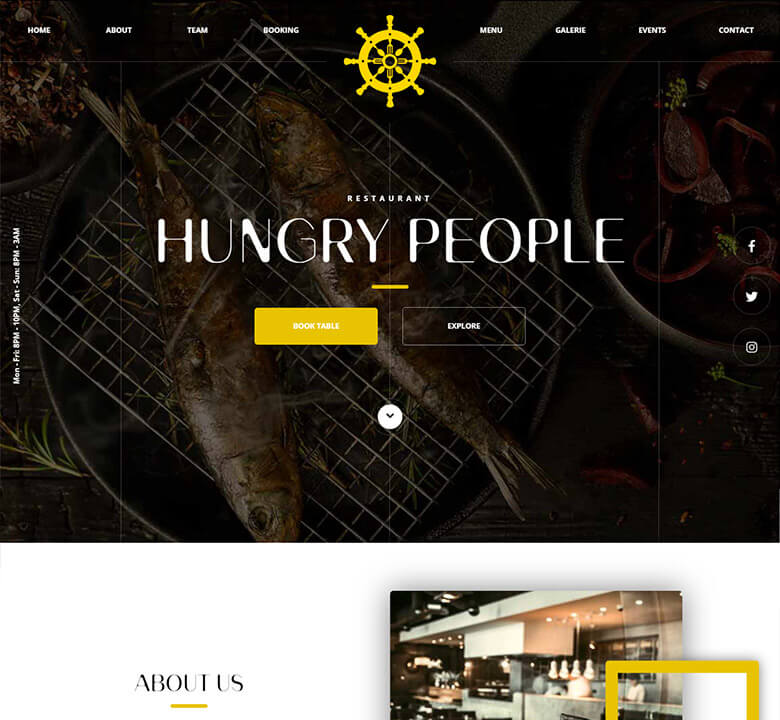 HOME ABOUT TEAM BOOKING MENU GALERIE EVENTS CONTACT
RESTAURANT
HUNGRY PEOPLE
Mon - Fri: 8PM - 10PM, Sat - Sun: 8PM - 3AM
BOOK TABLE EXPLORE
ABOUT US